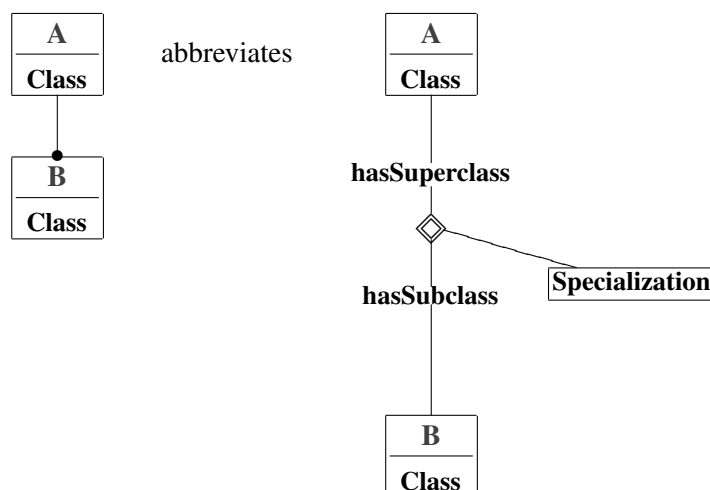 A
Class
abbreviates
B
Class
A
Class
hasSuperclass
Specialization
hasSubclass
B
Class